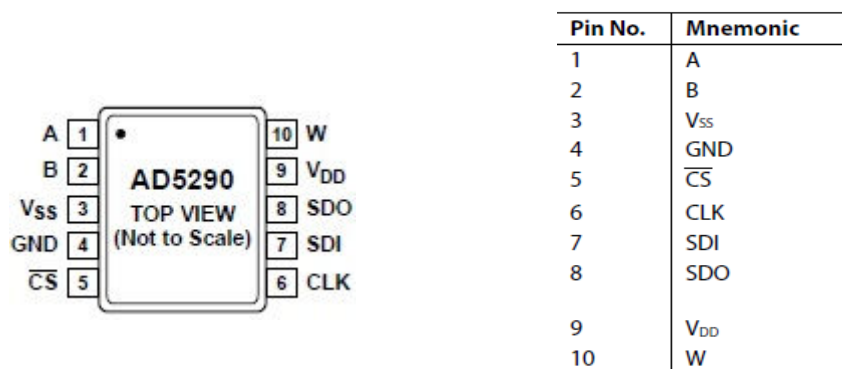 A 1
B 2
VSS 3
GND 4
C̅S̅ 5
10 W
9 VDD
8 SDO
7 SDI
6 CLK
AD5290
TOP VIEW
(Not to Scale)
Pin No. Mnemonic
1 A
2 B
3 VSS
4 GND
5 C̅S̅
6 CLK
7 SDI
8 SDO
9 VDD
10 W